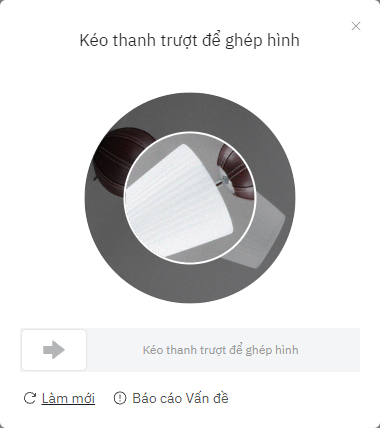 Kéo thanh trượt để ghép hình
Kéo thanh trượt để ghép hình
Làm mới
Báo cáo Vấn đề